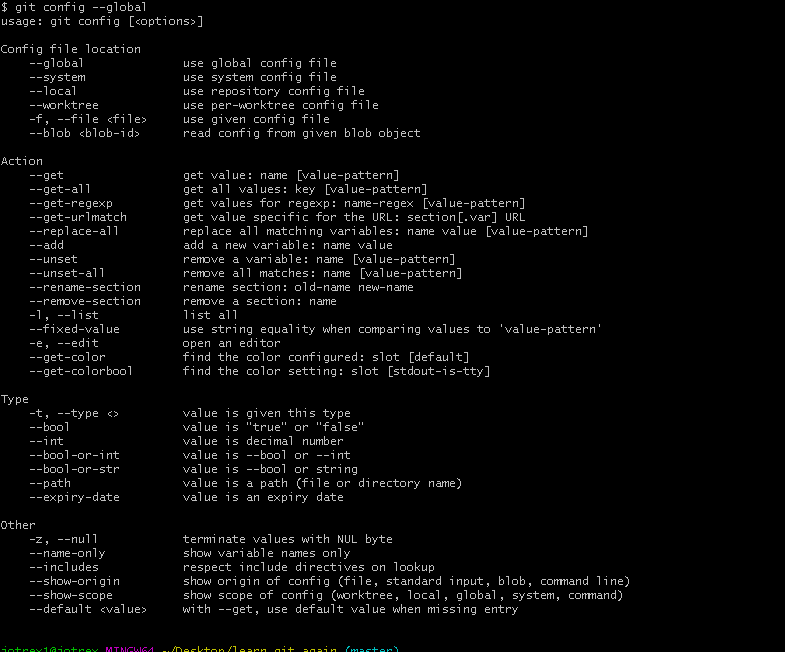 $ git config --global
usage: git config [<options>]
Config file location
--global use global config file
--system use system config file
--local use repository config file
--worktree use per-worktree config file
-f, --file <file> use given config file
--blob <blob-id> read config from given blob object
Action
--get get value: name [value-pattern]
--get-all get all values: key [value-pattern]
--get-regexp get values for regexp: name-regex [value-pattern]
--get-urlmatch get value specific for the URL: section[.var] URL
--replace-all replace all matching variables: name value [value-pattern]
--add add a new variable: name value
--unset remove a variable: name [value-pattern]
--unset-all remove all matches: name [value-pattern]
--rename-section rename section: old-name new-name
--remove-section remove a section: name
-l, --list list all
--fixed-value use string equality when comparing values to 'value-pattern'
-e, --edit open an editor
--get-color find the color configured: slot [default]
--get-colorbool find the color setting: slot [stdout-is-tty]
Type
-t, --type <> value is given this type
--bool value is "true" or "false"
--int value is decimal number
--bool-or-int value is --bool or --int
--bool-or-str value is --bool or string
--path value is a path (file or directory name)
--expiry-date value is an expiry date
Other
-z, --null terminate values with NUL byte
--name-only show variable names only
--includes respect include directives on lookup
--show-origin show origin of config (file, standard input, blob, command line)
--show-scope show scope of config (worktree, local, global, system, command)
--default <value> with --get, use default value when missing entry
jotrex1@jotrex MINGW64 ~/Desktop/learn git again (master)